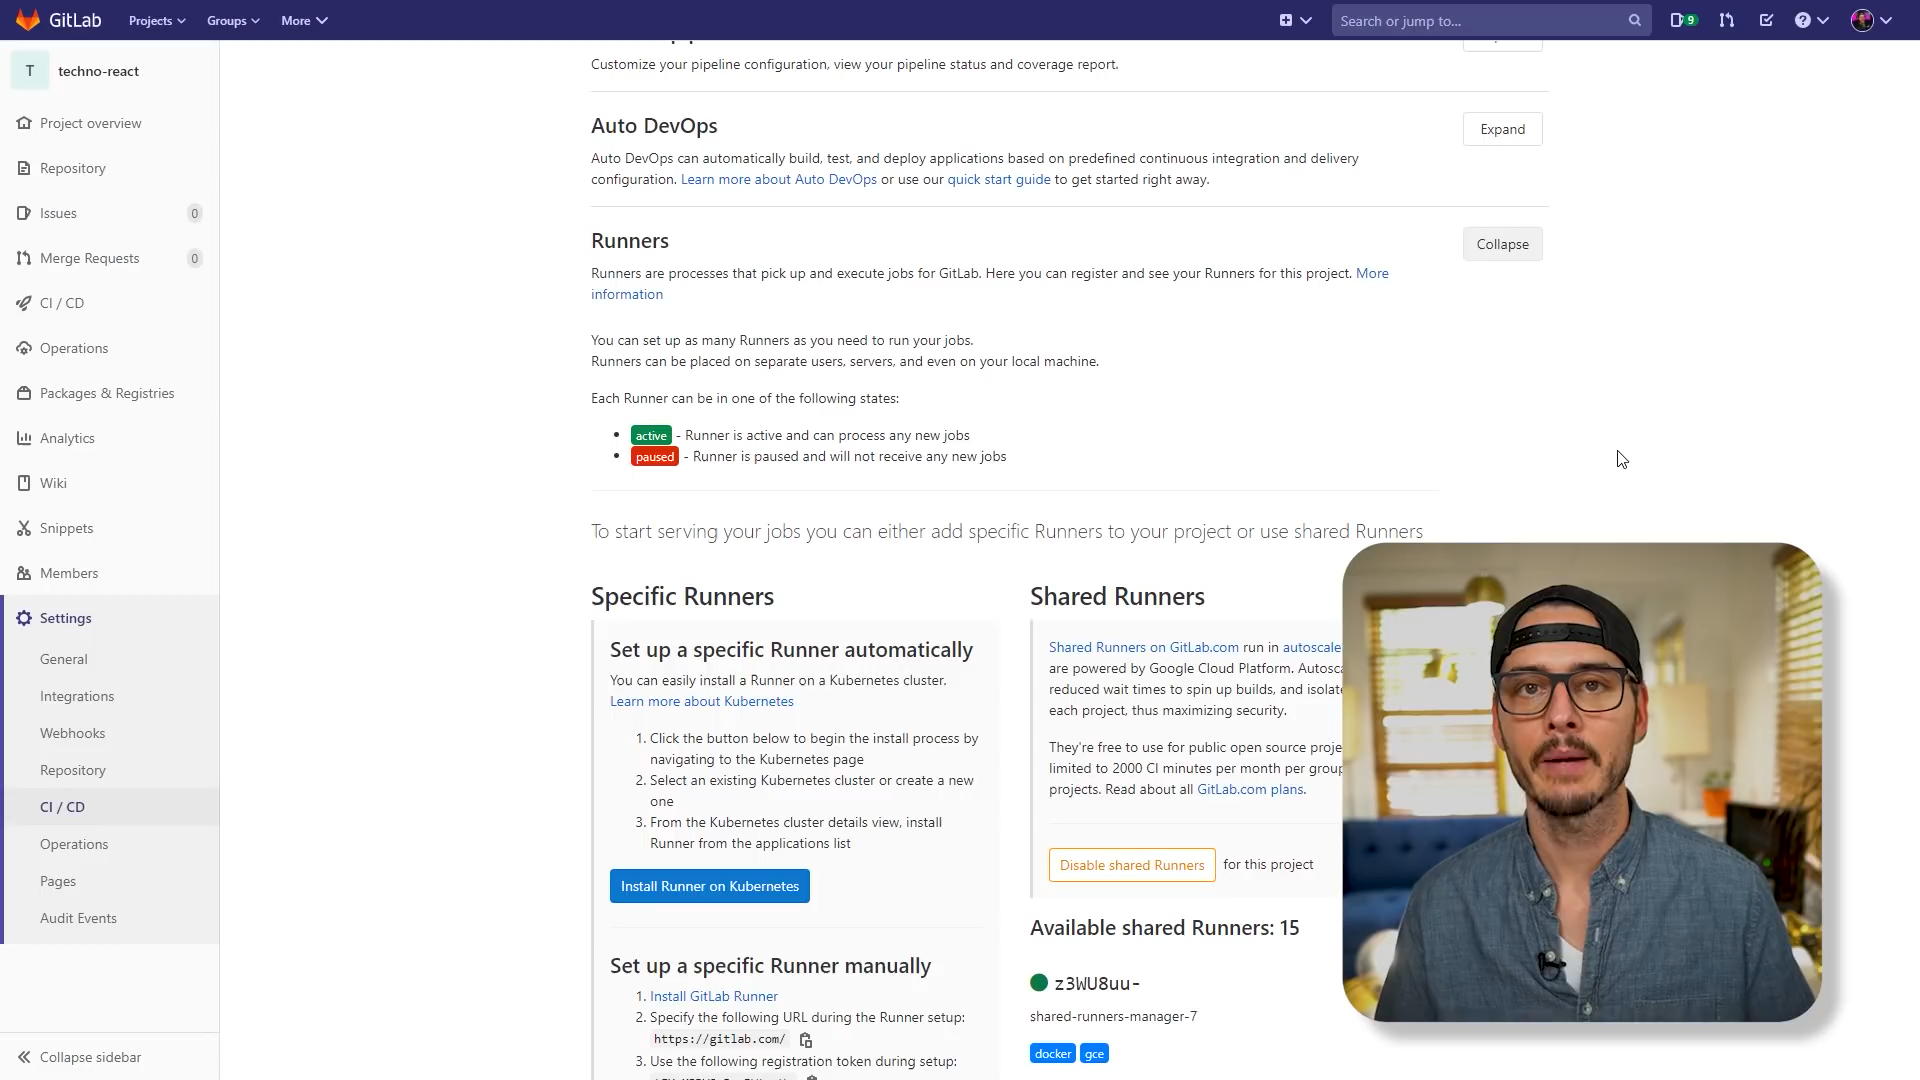 GitLab
Projects
Groups
More
Search or jump to...
9
T
techno-react
Project overview
Repository
Issues
0
Merge Requests
0
CI / CD
Operations
Packages & Registries
Analytics
Wiki
Snippets
Members
Settings
General
Integrations
Webhooks
Repository
CI / CD
Operations
Pages
Audit Events
Collapse sidebar
Customize your pipeline configuration, view your pipeline status and coverage report.
Auto DevOps
Expand
Auto DevOps can automatically build, test, and deploy applications based on predefined continuous integration and delivery
configuration. Learn more about Auto DevOps or use our quick start guide to get started right away.
Runners
Collapse
Runners are processes that pick up and execute jobs for GitLab. Here you can register and see your Runners for this project. More
information
You can set up as many Runners as you need to run your jobs.
Runners can be placed on separate users, servers, and even on your local machine.
Each Runner can be in one of the following states:
• active - Runner is active and can process any new jobs
• paused - Runner is paused and will not receive any new jobs
To start serving your jobs you can either add specific Runners to your project or use shared Runners
Specific Runners
Set up a specific Runner automatically
You can easily install a Runner on a Kubernetes cluster.
Learn more about Kubernetes
1. Click the button below to begin the install process by
navigating to the Kubernetes page
2. Select an existing Kubernetes cluster or create a new
one
3. From the Kubernetes cluster details view, install
Runner from the applications list
Install Runner on Kubernetes
Set up a specific Runner manually
1. Install GitLab Runner
2. Specify the following URL during the Runner setup:
https://gitlab.com/
3. Use the following registration token during setup:
Shared Runners
Shared Runners on GitLab.com run in autoscale
are powered by Google Cloud Platform. Autosca
reduced wait times to spin up builds, and isolate
each project, thus maximizing security.
They're free to use for public open source proje
limited to 2000 CI minutes per month per group
projects. Read about all GitLab.com plans.
Disable shared Runners for this project
Available shared Runners: 15
z3WU8uu-
shared-runners-manager-7
docker gce